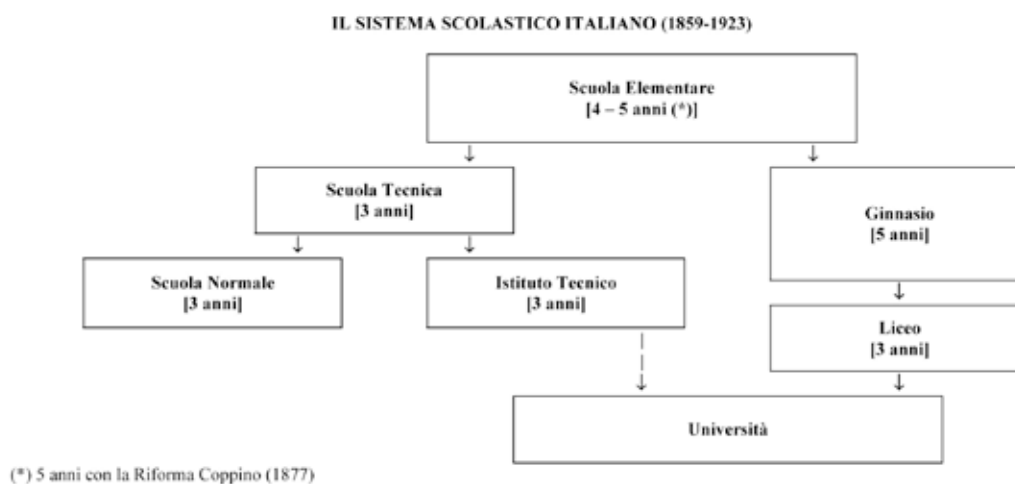 IL SISTEMA SCOLASTICO ITALIANO (1859-1923)
Scuola Elementare
[4 – 5 anni (*)]
Scuola Tecnica
[3 anni]
Ginnasio
[5 anni]
Scuola Normale
[3 anni]
Istituto Tecnico
[3 anni]
Liceo
[3 anni]
Università
(*) 5 anni con la Riforma Coppino (1877)